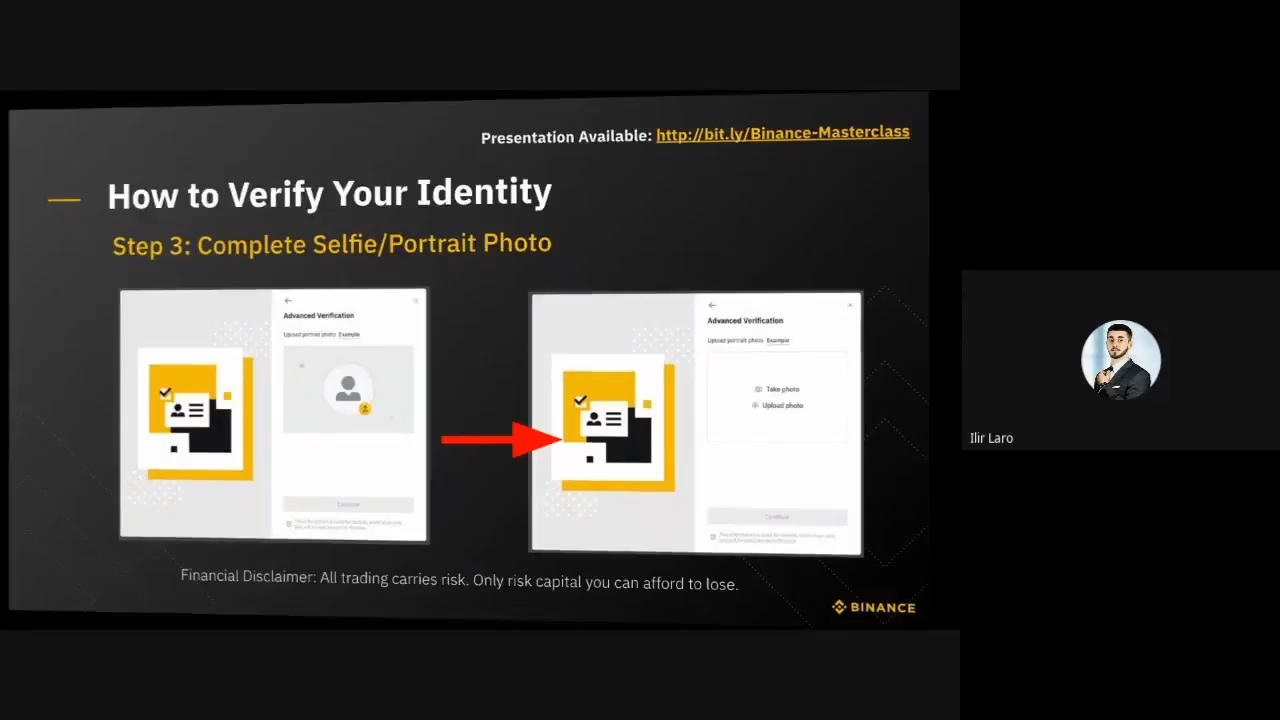 Presentation Available: http://bit.ly/Binance-Masterclass
How to Verify Your Identity
Step 3: Complete Selfie/Portrait Photo
Advanced Verification
Upload portrait photo Example
Continue
Advanced Verification
Upload portrait photo Example
Take photo
Upload photo
Continue
Financial Disclaimer: All trading carries risk. Only risk capital you can afford to lose.
BINANCE
Ilir Laro